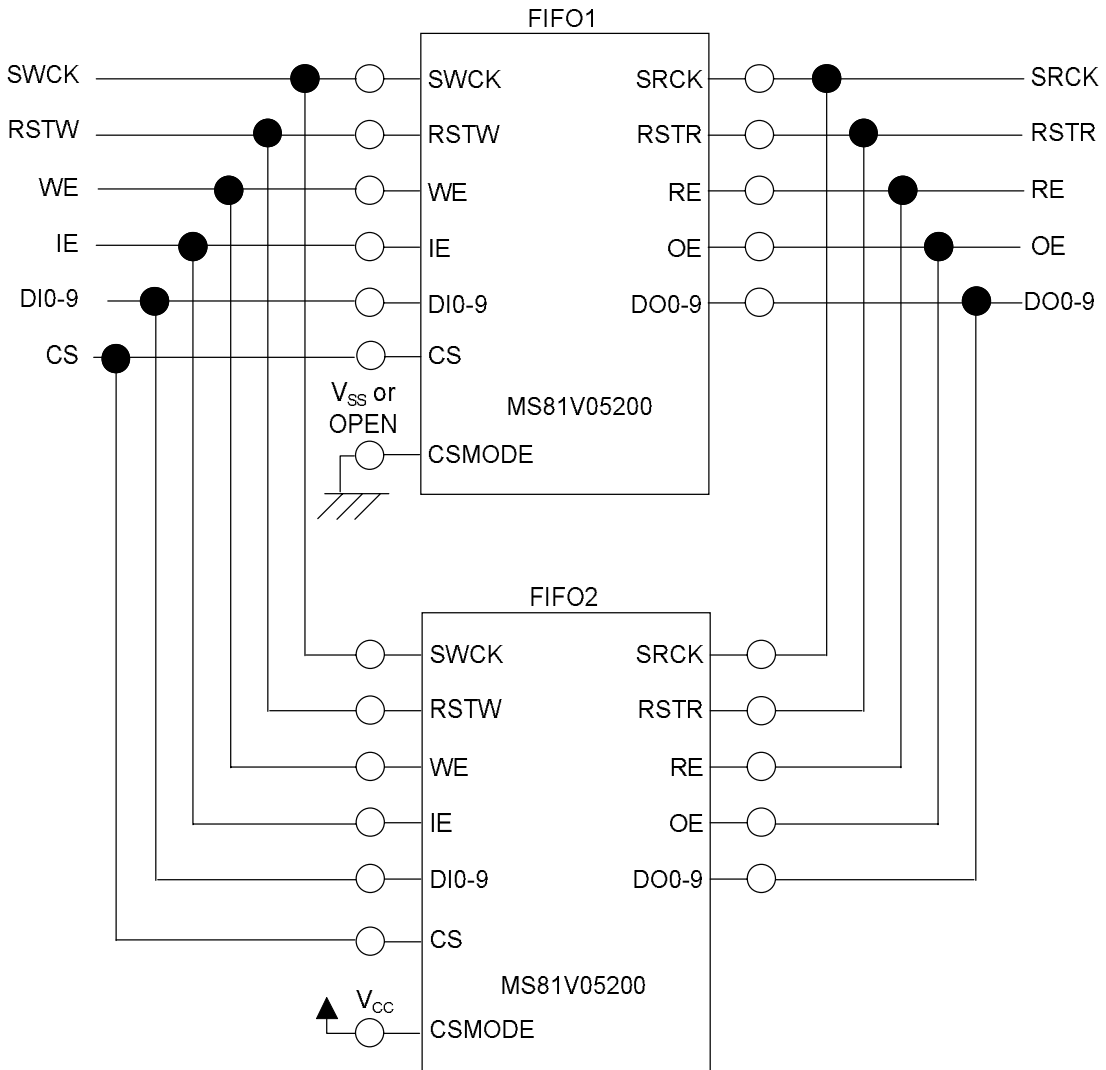 FIFO1
SWCK SWCK SRCK SRCK
RSTW RSTW RSTR RSTR
WE WE RE RE
IE IE OE OE
DI0-9 DI0-9 DO0-9 DO0-9
CS CS
VSS or
OPEN
MS81V05200
CSMODE
FIFO2
SWCK SRCK
RSTW RSTR
WE RE
IE OE
DI0-9 DO0-9
CS
MS81V05200
VCC
CSMODE